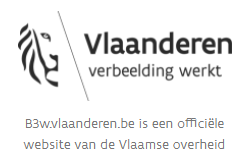 Vlaanderen
verbeelding werkt
B3w.vlaanderen.be is een officiële
website van de Vlaamse overheid